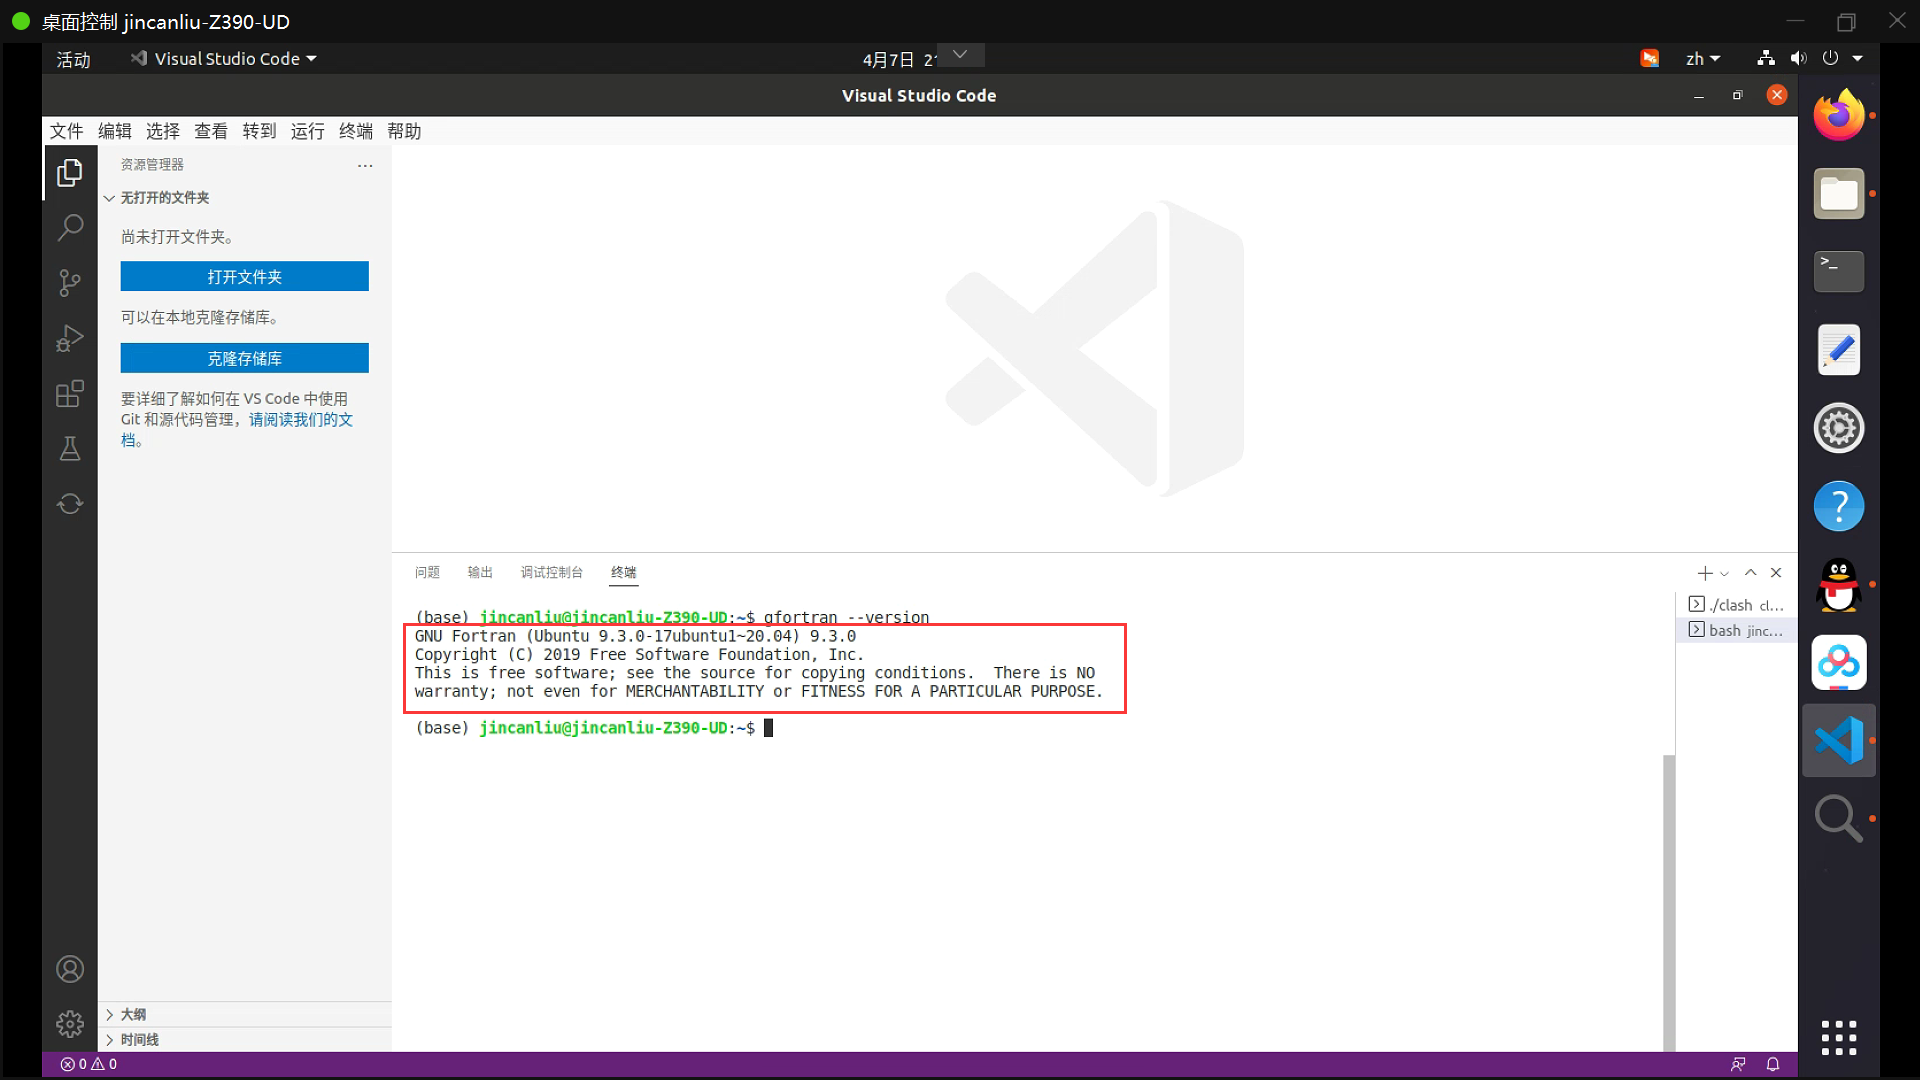 桌面控制 jincanliu-Z390-UD
活动
Visual Studio Code
4月7日
zh
Visual Studio Code
文件 编辑 选择 查看 转到 运行 终端 帮助
资源管理器
无打开的文件夹
尚未打开文件夹。
打开文件夹
可以在本地克隆存储库。
克隆存储库
要详细了解如何在 VS Code 中使用
Git 和源代码管理，请阅读我们的文
档。
大纲
时间线
问题 输出 调试控制台 终端
(base) jincanliu@jincanliu-Z390-UD:~$ gfortran --version
GNU Fortran (Ubuntu 9.3.0-17ubuntu1~20.04) 9.3.0
Copyright (C) 2019 Free Software Foundation, Inc.
This is free software; see the source for copying conditions.  There is NO
warranty; not even for MERCHANTABILITY or FITNESS FOR A PARTICULAR PURPOSE.
(base) jincanliu@jincanliu-Z390-UD:~$
./clash cl...
bash jinc...
0 0